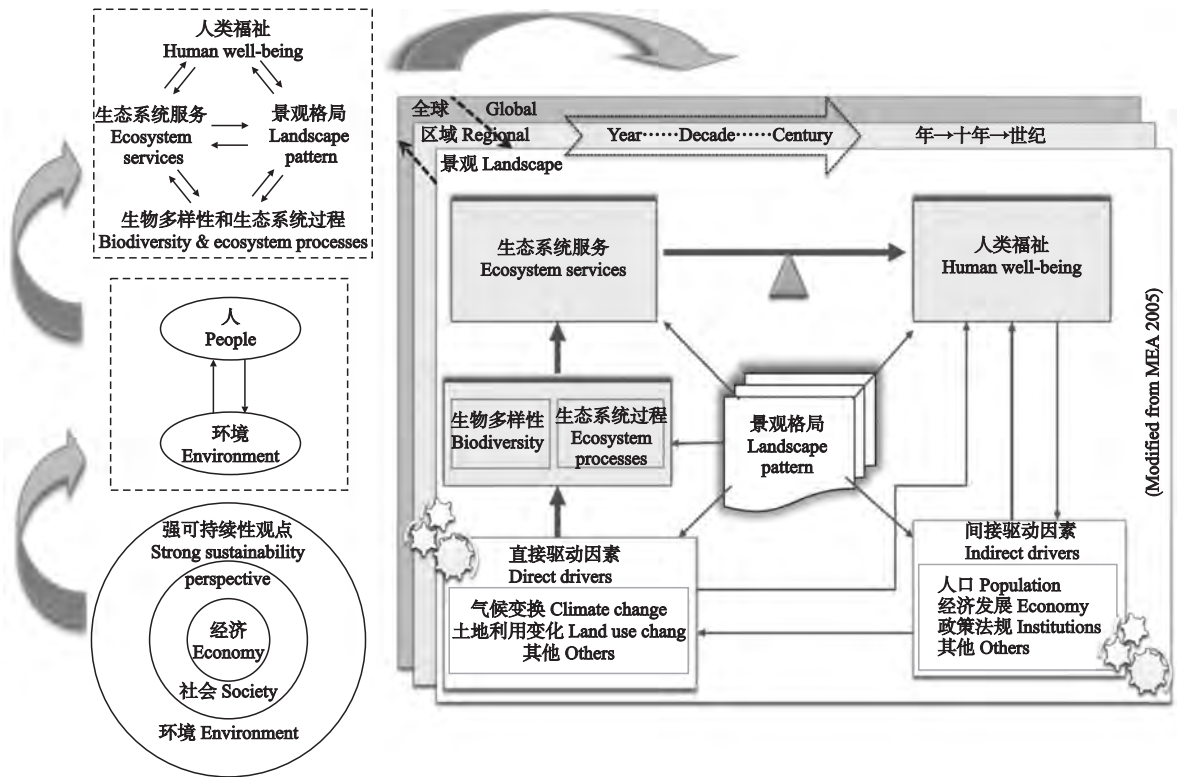 人类福祉
Human well-being
生态系统服务
Ecosystem
services
景观格局
Landscape
pattern
生物多样性和生态系统过程
Biodiversity & ecosystem processes
人
People
环境
Environment
强可持续性观点
Strong sustainability
perspective
经济
Economy
社会 Society
环境 Environment
全球 Global
区域 Regional
Year……Decade……Century
年→十年→世纪
景观 Landscape
生态系统服务
Ecosystem services
人类福祉
Human well-being
生物多样性
Biodiversity
生态系统过程
Ecosystem
processes
景观格局
Landscape
pattern
直接驱动因素
Direct drivers
气候变换 Climate change
土地利用变化 Land use chang
其他 Others
间接驱动因素
Indirect drivers
人口 Population
经济发展 Economy
政策法规 Institutions
其他 Others
(Modified from MEA 2005)